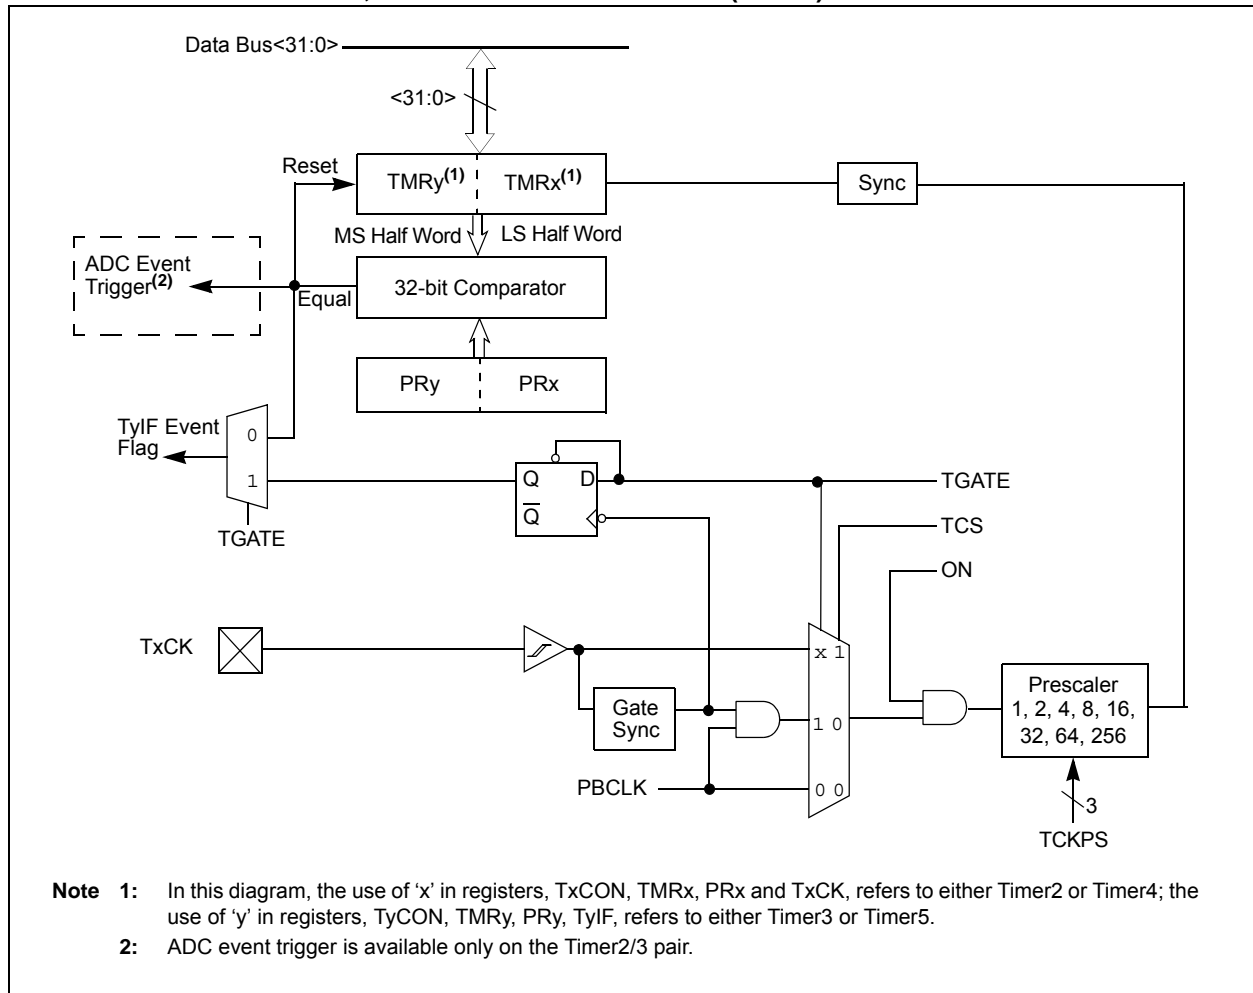 Data Bus<31:0>
<31:0>
Reset
TMRy(1)
TMRx(1)
Sync
MS Half Word
LS Half Word
ADC Event
Trigger(2)
Equal
32-bit Comparator
PRy
PRx
TyIF Event
Flag
0
1
TGATE
Q
D
Q
TGATE
TCS
ON
TxCK
x 1
Gate
Sync
1 0
PBCLK
0 0
Prescaler
1, 2, 4, 8, 16,
32, 64, 256
3
TCKPS
Note 1: In this diagram, the use of ‘x’ in registers, TxCON, TMRx, PRx and TxCK, refers to either Timer2 or Timer4; the
use of ‘y’ in registers, TyCON, TMRy, PRy, TyIF, refers to either Timer3 or Timer5.
2: ADC event trigger is available only on the Timer2/3 pair.